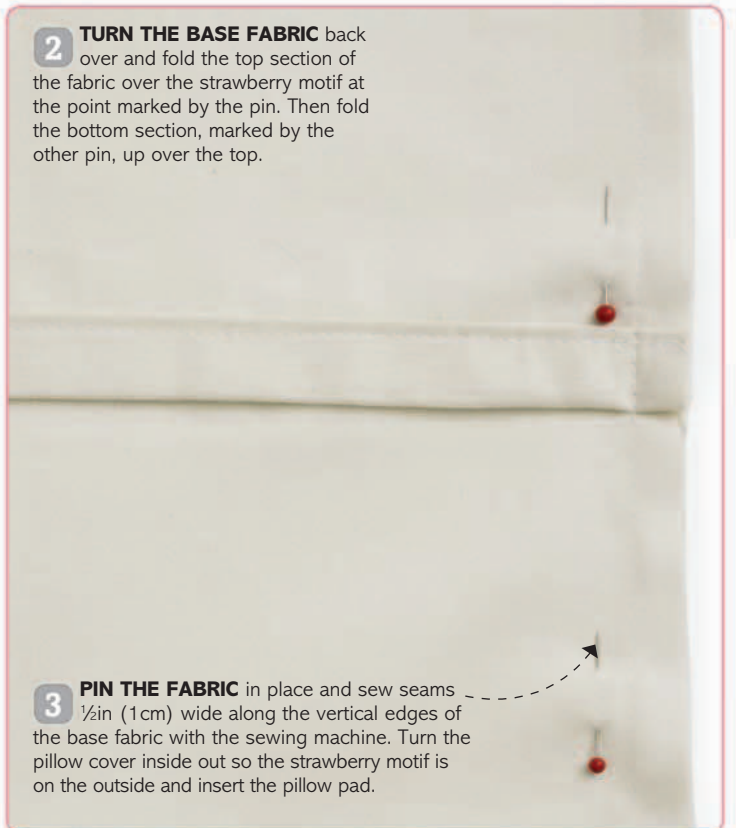 2 TURN THE BASE FABRIC back
over and fold the top section of
the fabric over the strawberry motif at
the point marked by the pin. Then fold
the bottom section, marked by the
other pin, up over the top.
3 PIN THE FABRIC in place and sew seams
½in (1cm) wide along the vertical edges of
the base fabric with the sewing machine. Turn the
pillow cover inside out so the strawberry motif is
on the outside and insert the pillow pad.